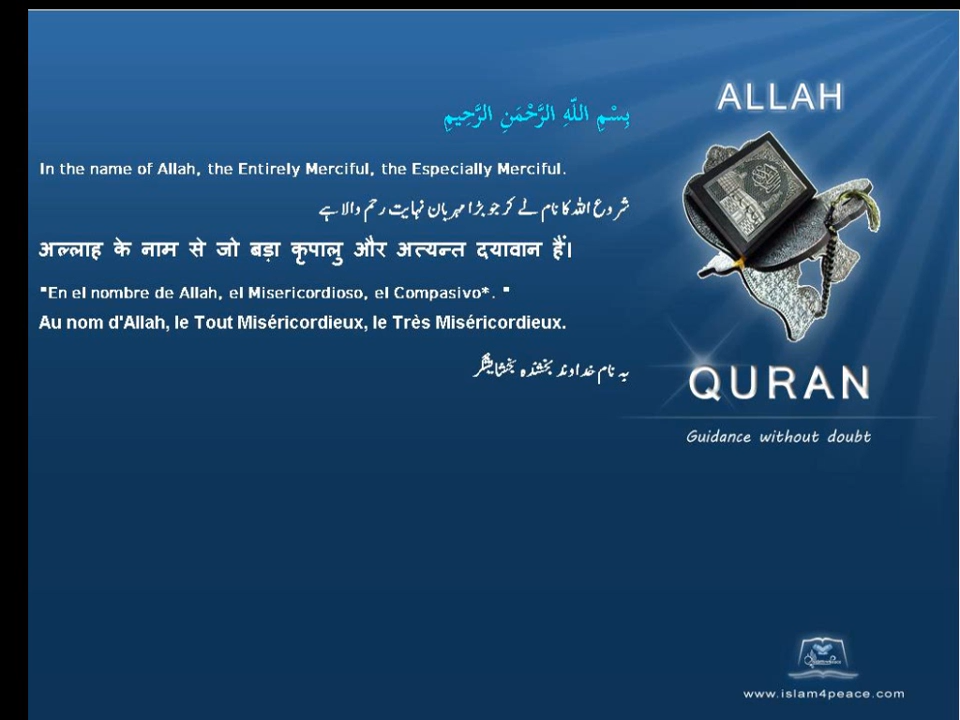 بِسْمِ اللَّهِ الرَّحْمَنِ الرَّحِيمِ
In the name of Allah, the Entirely Merciful, the Especially Merciful.
شروع الله کا نام لے کر جو بڑا مہربان نہایت رحم والا ہے
अल्लाह के नाम से जो बड़ा कृपालु और अत्यन्त दयावान हैं।
"En el nombre de Allah, el Misericordioso, el Compasivo*. "
Au nom d'Allah, le Tout Miséricordieux, le Très Miséricordieux.
به نام خداوند بخشنده بخشایشگر
ALLAH
QURAN
Guidance without doubt
www.islam4peace.com